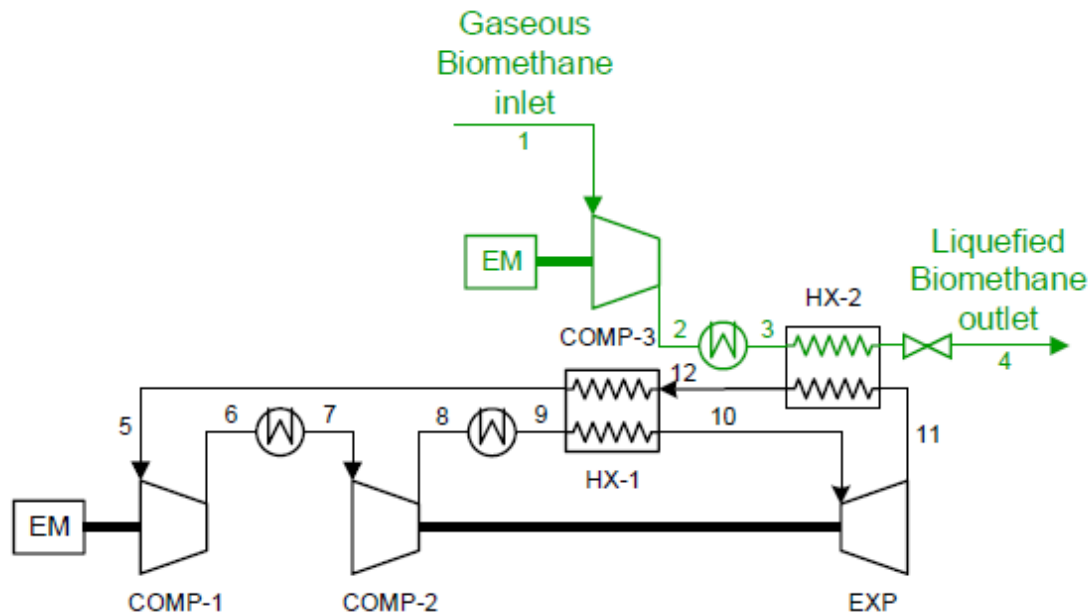 Gaseous
Biomethane
inlet
1
EM
COMP-3
2
3
HX-2
Liquefied
Biomethane
outlet
4
12
5
6
7
8
9
10
11
HX-1
EM
COMP-1
COMP-2
EXP